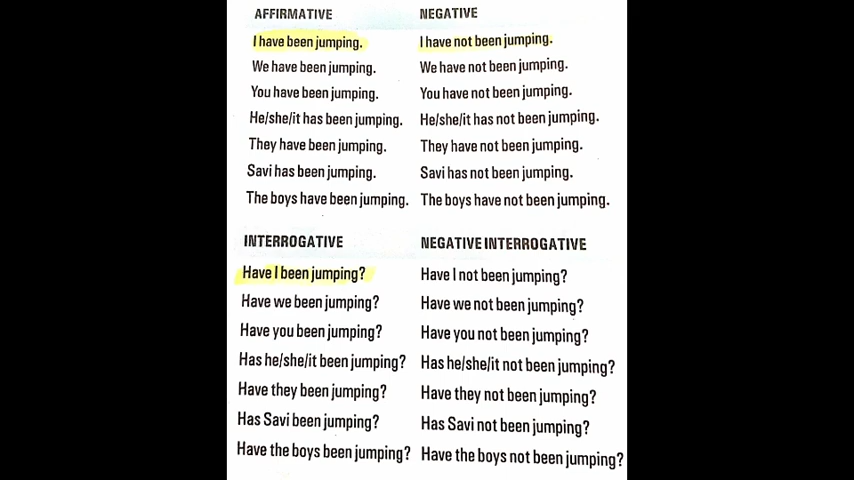 AFFIRMATIVE NEGATIVE
I have been jumping. I have not been jumping.
We have been jumping. We have not been jumping.
You have been jumping. You have not been jumping.
He/she/it has been jumping. He/she/it has not been jumping.
They have been jumping. They have not been jumping.
Savi has been jumping. Savi has not been jumping.
The boys have been jumping. The boys have not been jumping.
INTERROGATIVE NEGATIVE INTERROGATIVE
Have I been jumping? Have I not been jumping?
Have we been jumping? Have we not been jumping?
Have you been jumping? Have you not been jumping?
Has he/she/it been jumping? Has he/she/it not been jumping?
Have they been jumping? Have they not been jumping?
Has Savi been jumping? Has Savi not been jumping?
Have the boys been jumping? Have the boys not been jumping?